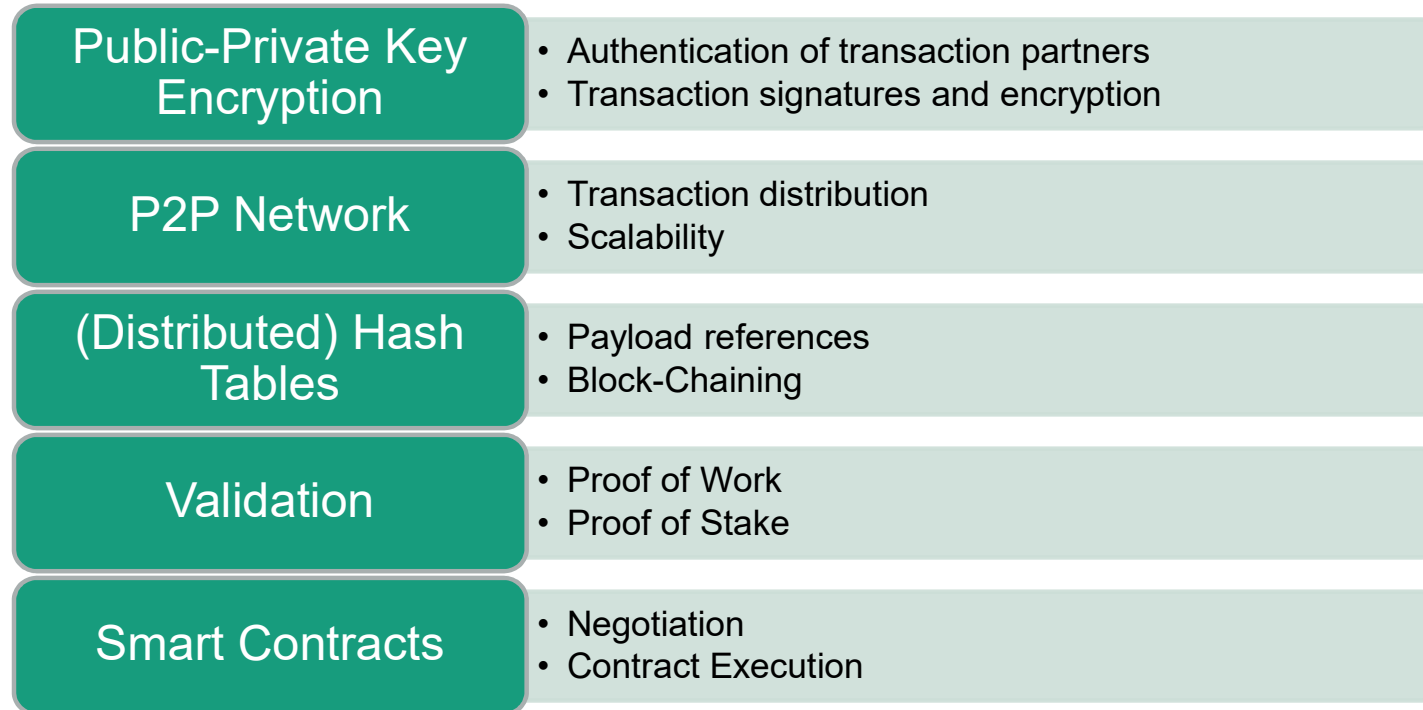 Public-Private Key
Encryption
• Authentication of transaction partners
• Transaction signatures and encryption
P2P Network
• Transaction distribution
• Scalability
(Distributed) Hash
Tables
• Payload references
• Block-Chaining
Validation
• Proof of Work
• Proof of Stake
Smart Contracts
• Negotiation
• Contract Execution